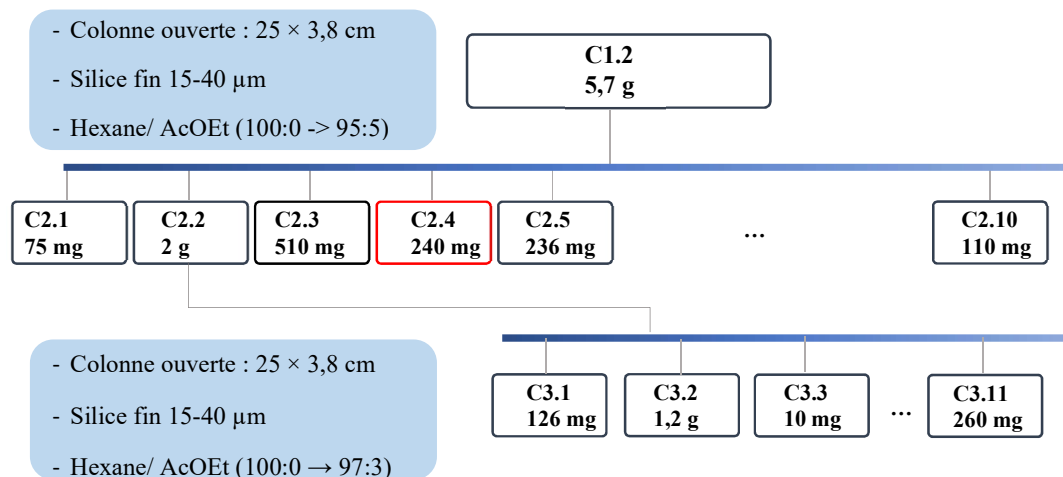 - Colonne ouverte : 25 × 3,8 cm
- Silice fin 15-40 µm
- Hexane/ AcOEt (100:0 -> 95:5)
C1.2
5,7 g
C2.1
75 mg
C2.2
2 g
C2.3
510 mg
C2.4
240 mg
C2.5
236 mg
...
C2.10
110 mg
- Colonne ouverte : 25 × 3,8 cm
- Silice fin 15-40 µm
- Hexane/ AcOEt (100:0 → 97:3)
C3.1
126 mg
C3.2
1,2 g
C3.3
10 mg
...
C3.11
260 mg